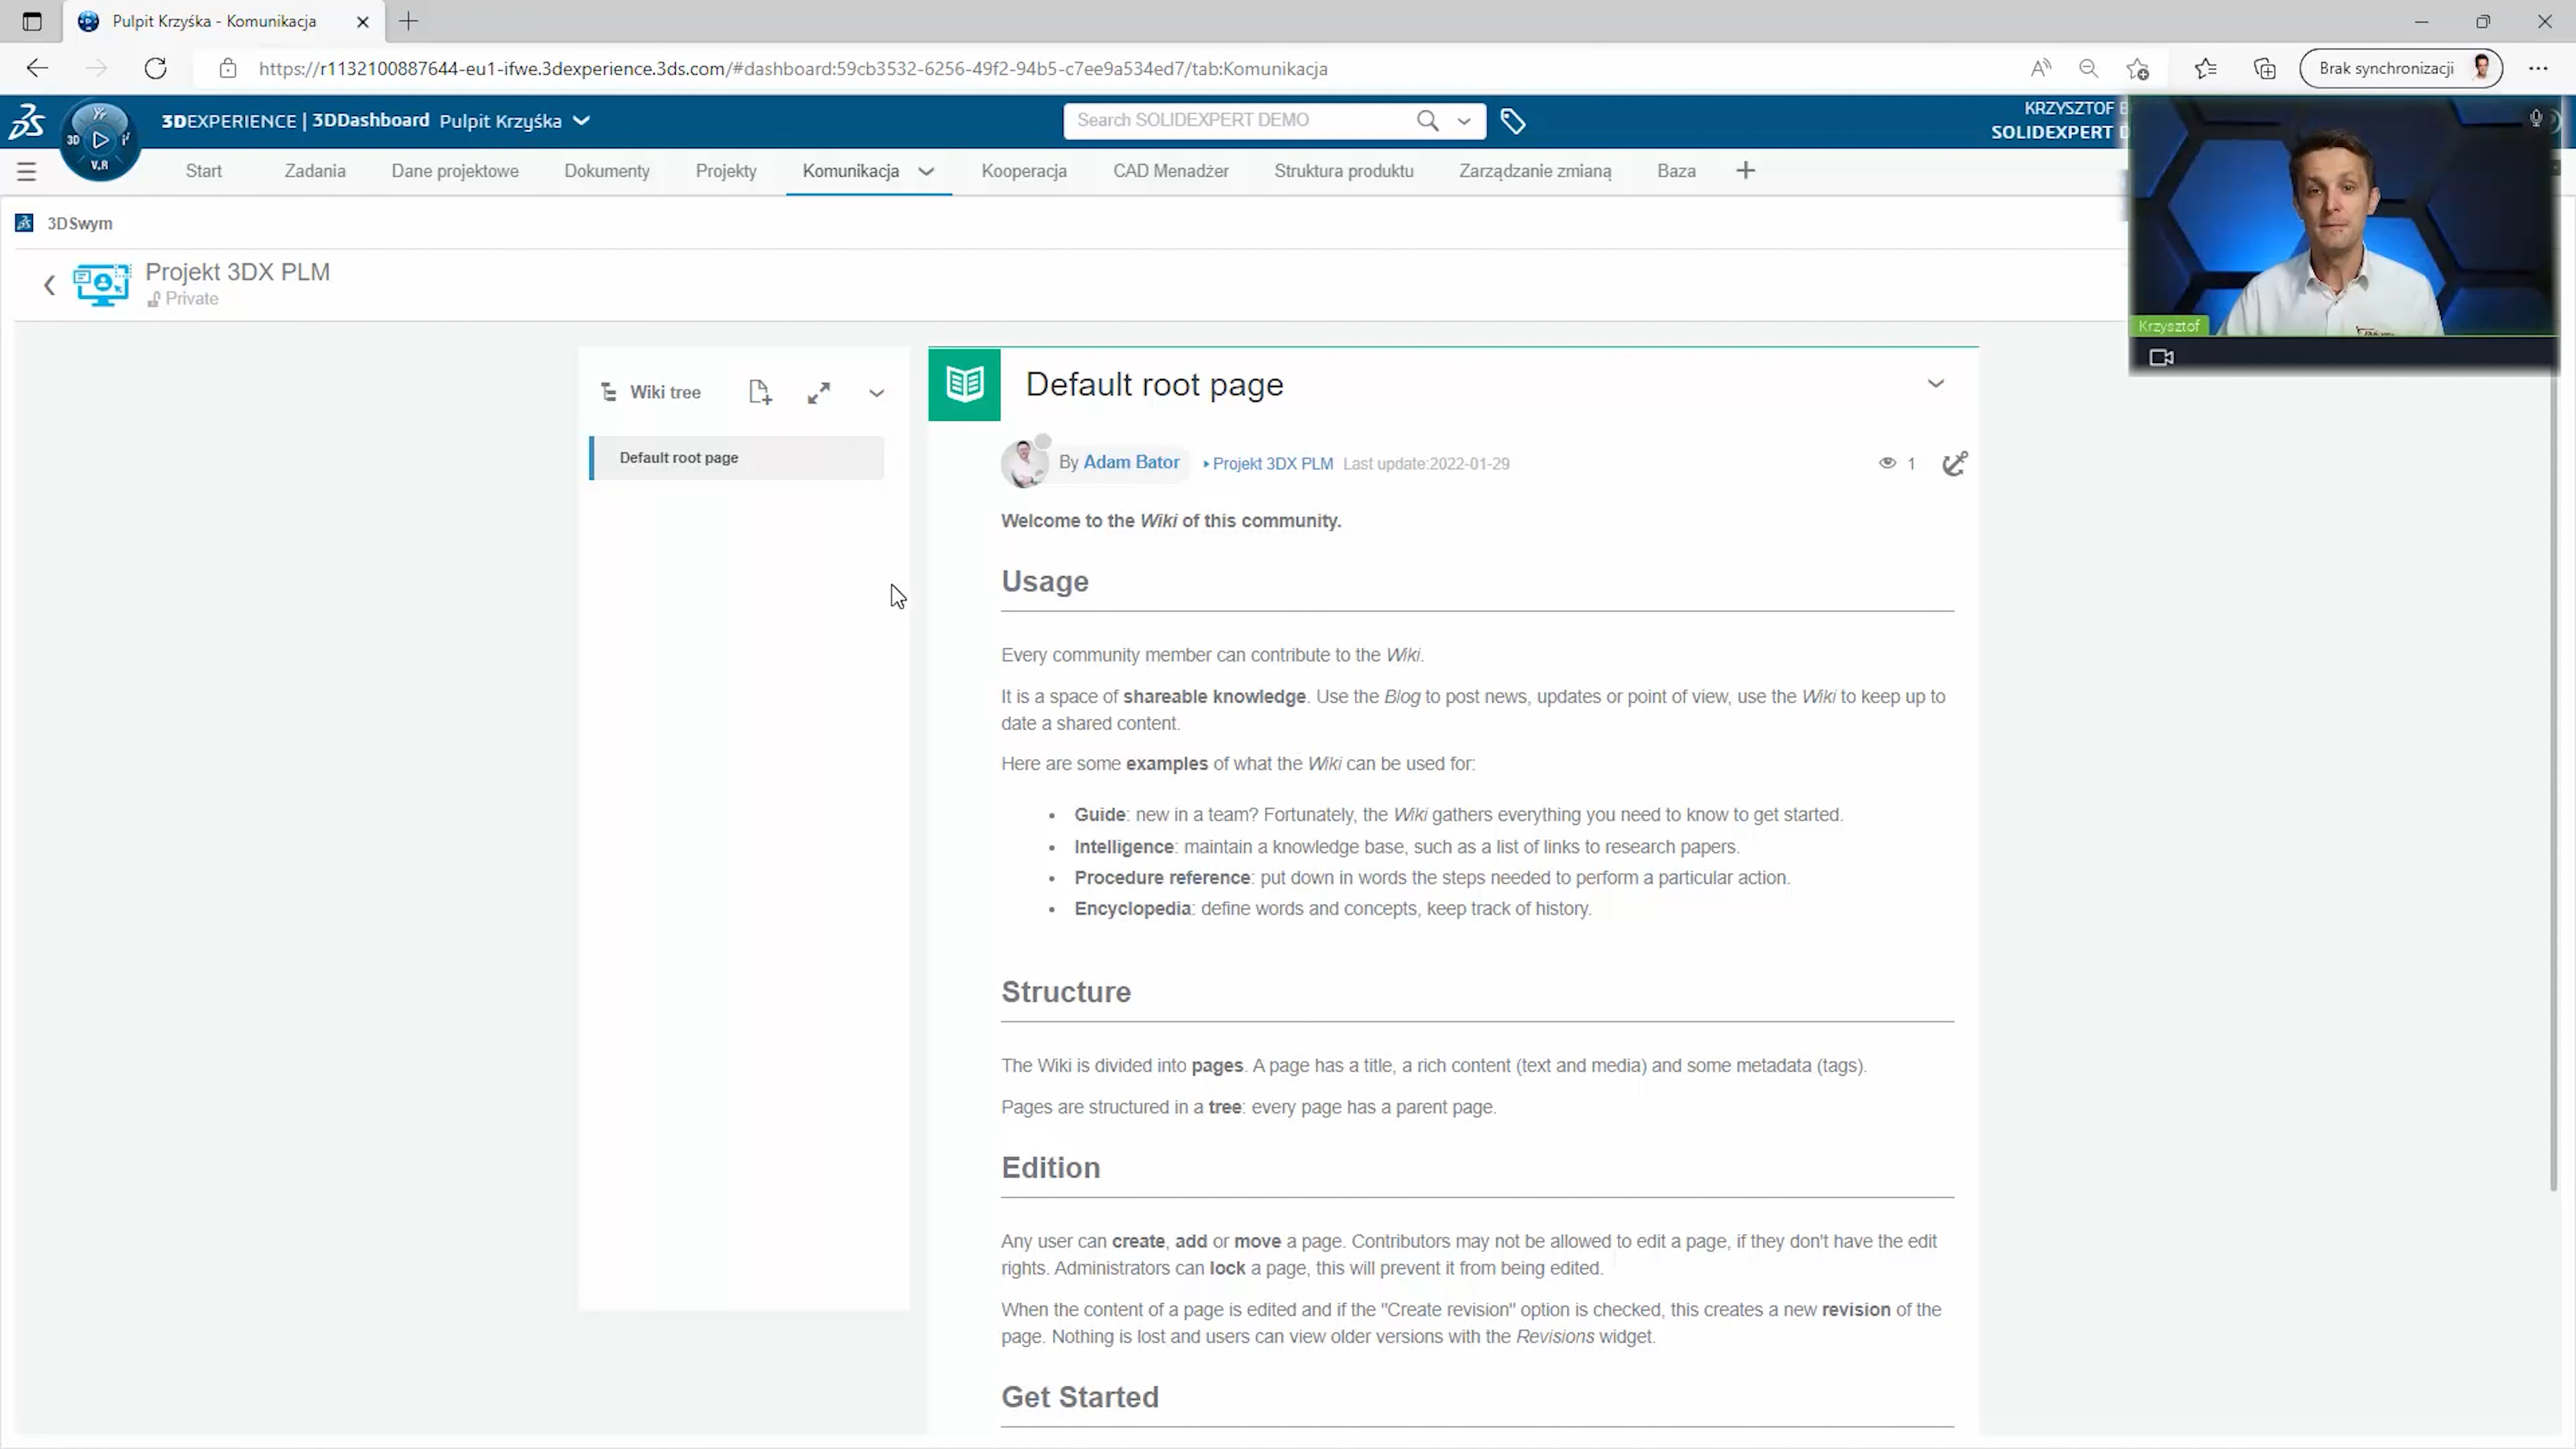 Pulpit Krzyśka - Komunikacja
https://r1132100887644-eu1-ifwe.3dexperience.3ds.com/#dashboard:59cb3532-6256-49f2-94b5-c7ee9a534ed7/tab:Komunikacja
Brak synchronizacji
3DEXPERIENCE | 3DDashboard Pulpit Krzyśka
Search SOLIDEXPERT DEMO
KRZYSZTOF
SOLIDEXPERT
3D
V.R
Start Zadania Dane projektowe Dokumenty Projekty Komunikacja Kooperacja CAD Menadżer Struktura produktu Zarządzanie zmianą Baza
3DSwym
Projekt 3DX PLM
Private
Krzysztof
Wiki tree
Default root page
Default root page
By Adam Bator Projekt 3DX PLM Last update:2022-01-29 1
Welcome to the Wiki of this community.
Usage
Every community member can contribute to the Wiki.
It is a space of shareable knowledge. Use the Blog to post news, updates or point of view, use the Wiki to keep up to
date a shared content.
Here are some examples of what the Wiki can be used for:
• Guide: new in a team? Fortunately, the Wiki gathers everything you need to know to get started.
• Intelligence: maintain a knowledge base, such as a list of links to research papers.
• Procedure reference: put down in words the steps needed to perform a particular action.
• Encyclopedia: define words and concepts, keep track of history.
Structure
The Wiki is divided into pages. A page has a title, a rich content (text and media) and some metadata (tags).
Pages are structured in a tree: every page has a parent page.
Edition
Any user can create, add or move a page. Contributors may not be allowed to edit a page, if they don't have the edit
rights. Administrators can lock a page, this will prevent it from being edited.
When the content of a page is edited and if the "Create revision" option is checked, this creates a new revision of the
page. Nothing is lost and users can view older versions with the Revisions widget.
Get Started